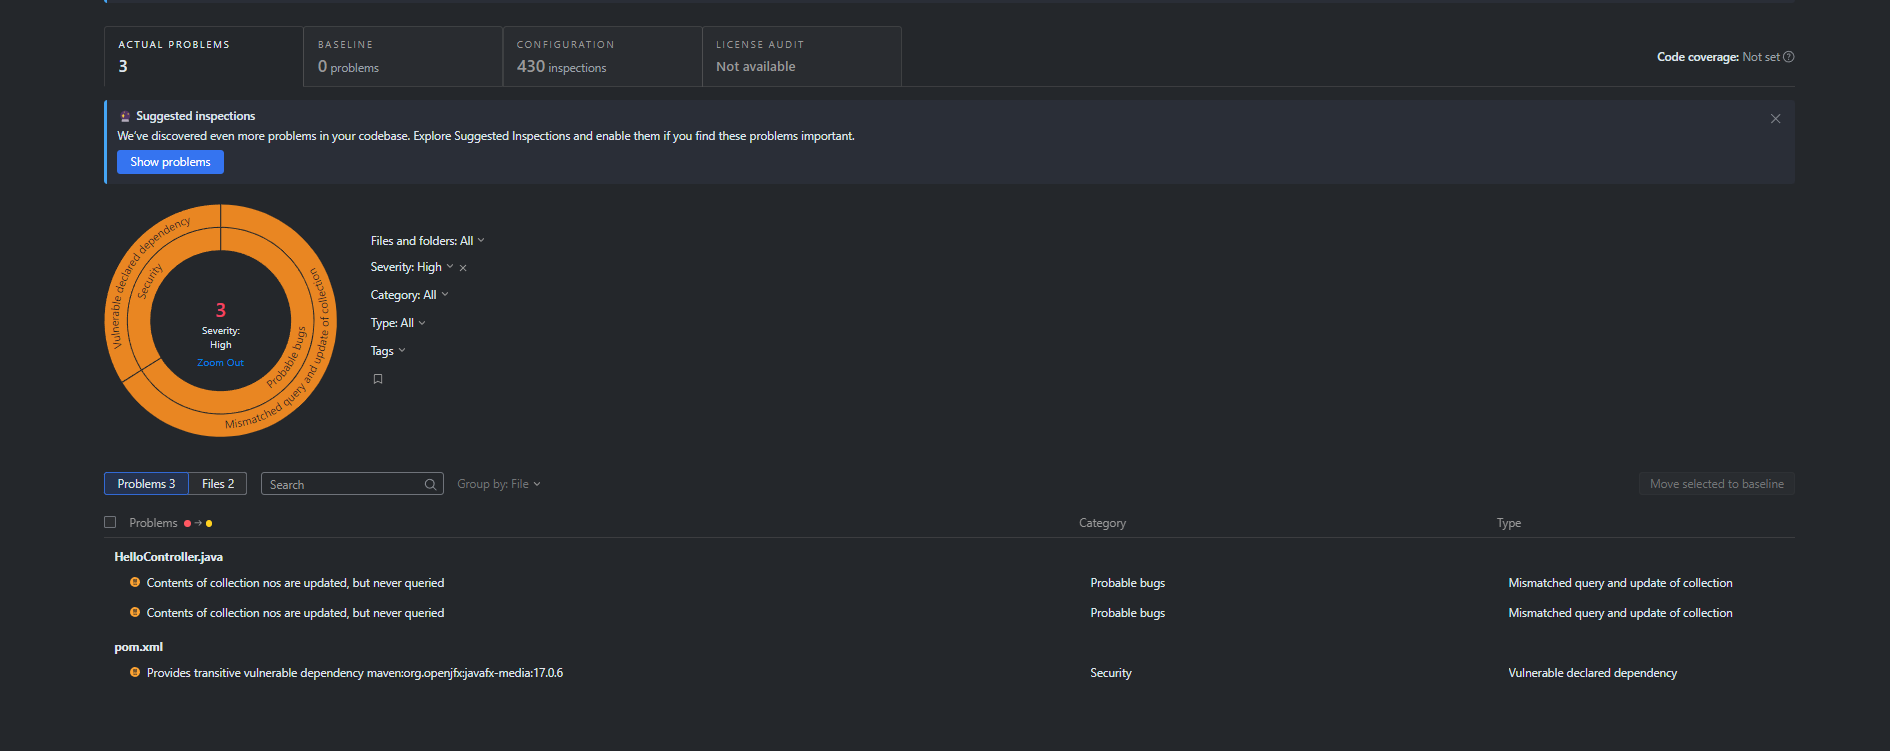 ACTUAL PROBLEMS
3
BASELINE
0 problems
CONFIGURATION
430 inspections
LICENSE AUDIT
Not available
Code coverage: Not set
Suggested inspections
We've discovered even more problems in your codebase. Explore Suggested Inspections and enable them if you find these problems important.
Show problems
Vulnerable declared dependency
Security
Probable bugs
Mismatched query and update of collection
3
Severity:
High
Zoom Out
Files and folders: All
Severity: High
Category: All
Type: All
Tags
Problems 3
Files 2
Search
Group by: File
Move selected to baseline
Problems
Category
Type
HelloController.java
Contents of collection nos are updated, but never queried
Probable bugs
Mismatched query and update of collection
Contents of collection nos are updated, but never queried
Probable bugs
Mismatched query and update of collection
pom.xml
Provides transitive vulnerable dependency maven:org.openjfx:javafx-media:17.0.6
Security
Vulnerable declared dependency